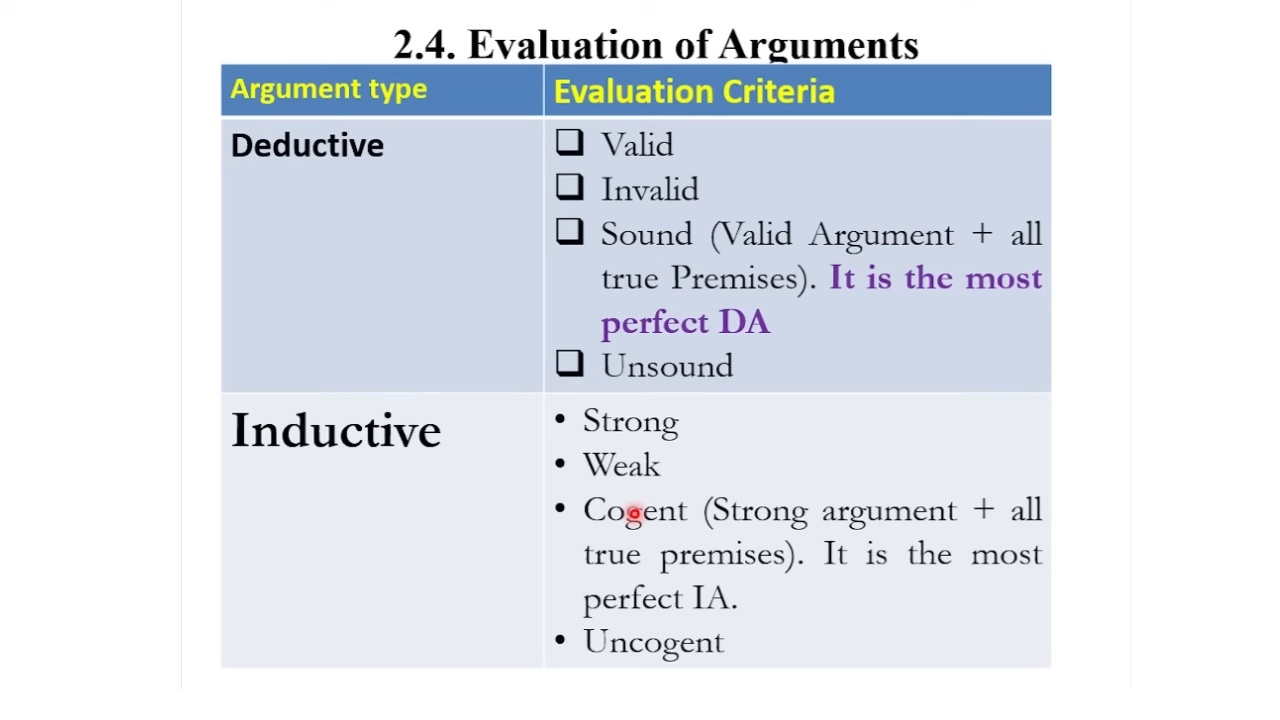 2.4. Evaluation of Arguments
Argument type
Evaluation Criteria
Deductive
❑ Valid
❑ Invalid
❑ Sound (Valid Argument + all
true Premises). It is the most
perfect DA
❑ Unsound
Inductive
• Strong
• Weak
• Cogent (Strong argument + all
true premises). It is the most
perfect IA.
• Uncogent